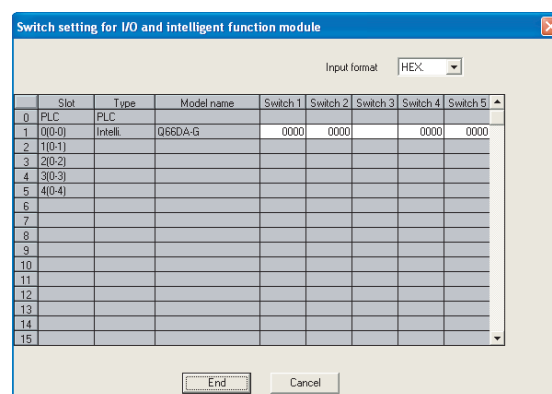 Switch setting for I/O and intelligent function module
Input format HEX.
Slot Type Model name Switch 1 Switch 2 Switch 3 Switch 4 Switch 5
0 PLC PLC
1 0(0-0) Intelli. Q66DA-G 0000 0000 0000 0000
2 1(0-1)
3 2(0-2)
4 3(0-3)
5 4(0-4)
6
7
8
9
10
11
12
13
14
15
End Cancel